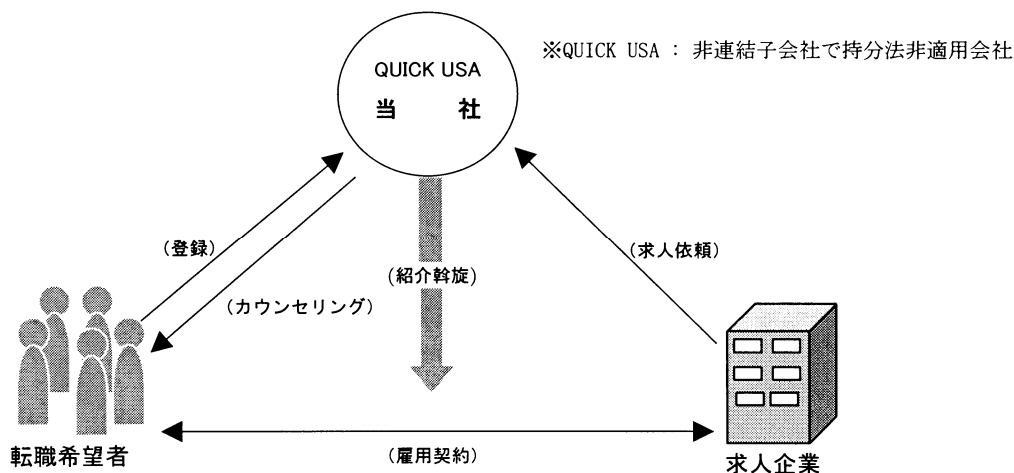 ※QUICK USA : 非連結子会社で持分法非適用会社
QUICK USA
当 社
(登録)
(求人依頼)
(紹介斡旋)
(カウンセリング)
転職希望者
(雇用契約)
求人企業